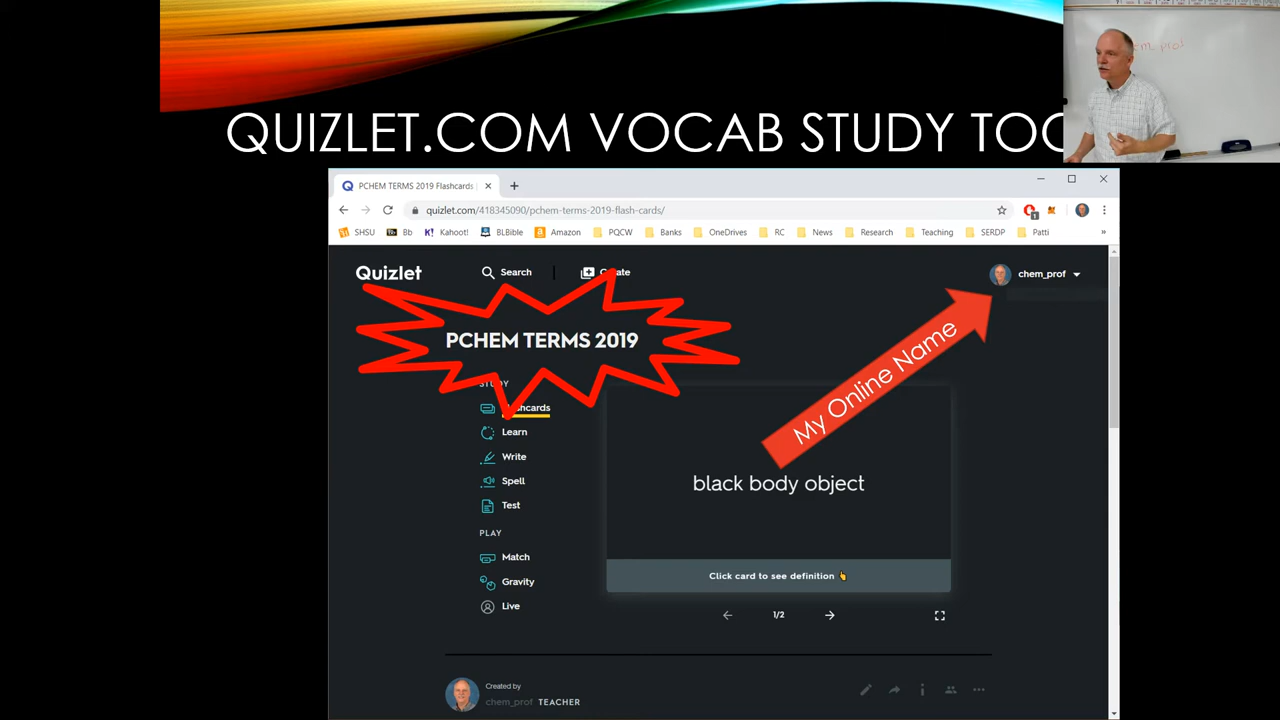 QUIZLET.COM VOCAB STUDY
PCHEM TERMS 2019 Flashcards
quizlet.com/418345090/pchem-terms-2019-flash-cards/
1
SHSU Bb Kahoot! BLBible Amazon PQCW Banks OneDrives RC News Research Teaching SERDP Patti »
Quizlet Search chem_prof
PCHEM TERMS 2019
My Online Name
STUDY
Learn
Write
Spell
Test
PLAY
Match
Gravity
Live
black body object
Click card to see definition
1/2
Created by
chem_prof TEACHER